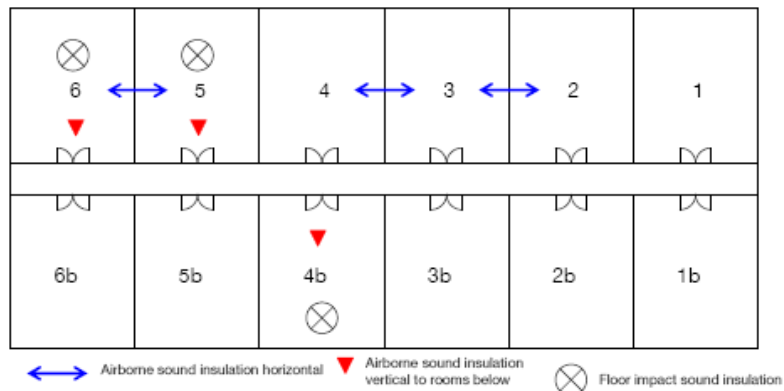 6 5 4 3 2 1
6b 5b 4b 3b 2b 1b
Airborne sound insulation horizontal
Airborne sound insulation
vertical to rooms below
Floor impact sound insulation